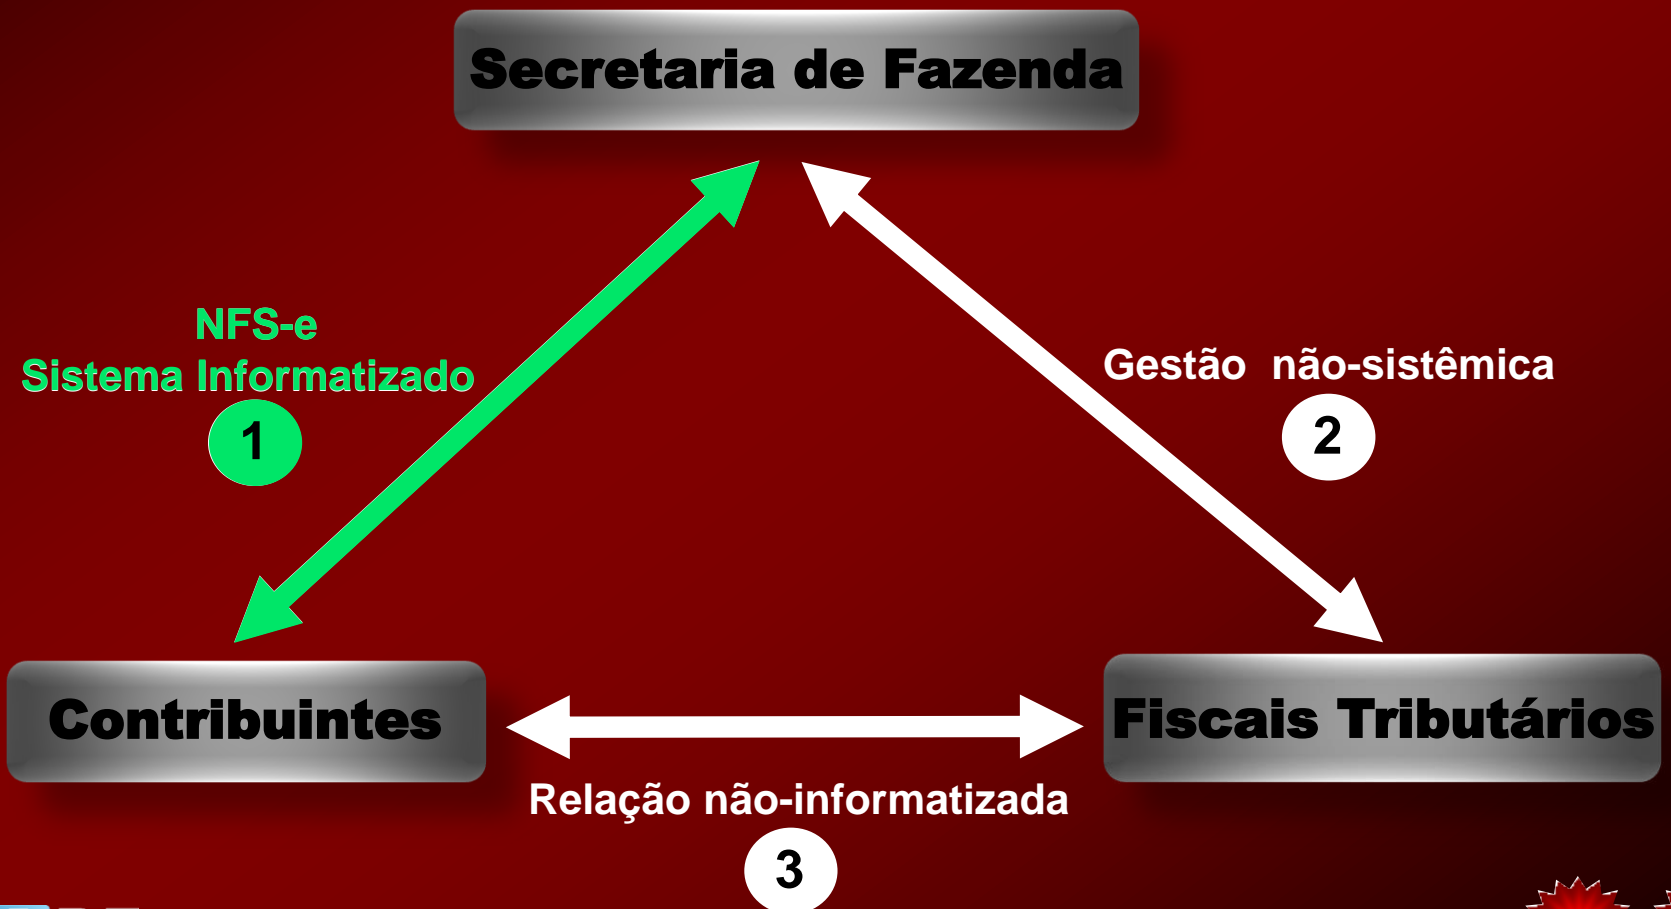 Secretaria de Fazenda
NFS-e
Sistema Informatizado
1
Gestão não-sistêmica
2
Contribuintes
Fiscais Tributários
Relação não-informatizada
3